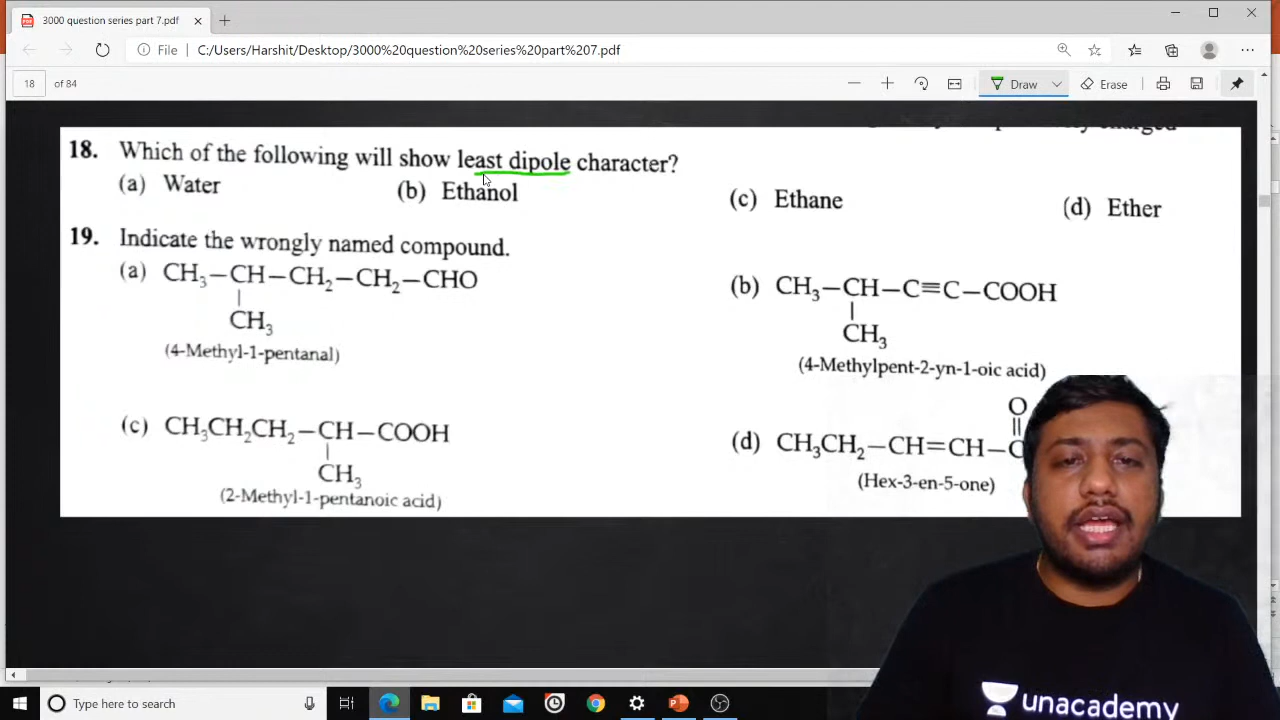 3000 question series part 7.pdf
File C:/Users/Harshit/Desktop/3000%20question%20series%20part%207.pdf
18 of 84 Draw Erase
18. Which of the following will show least dipole character?
(a) Water (b) Ethanol (c) Ethane (d) Ether
19. Indicate the wrongly named compound.
(a) CH₃–CH–CH₂–CH₂–CHO
CH₃
(4-Methyl-1-pentanal)
(b) CH₃–CH–C≡C–COOH
CH₃
(4-Methylpent-2-yn-1-oic acid)
(c) CH₃CH₂CH₂–CH–COOH
CH₃
(2-Methyl-1-pentanoic acid)
O
(d) CH₃CH₂–CH=CH–C
(Hex-3-en-5-one)
unacademy
Type here to search